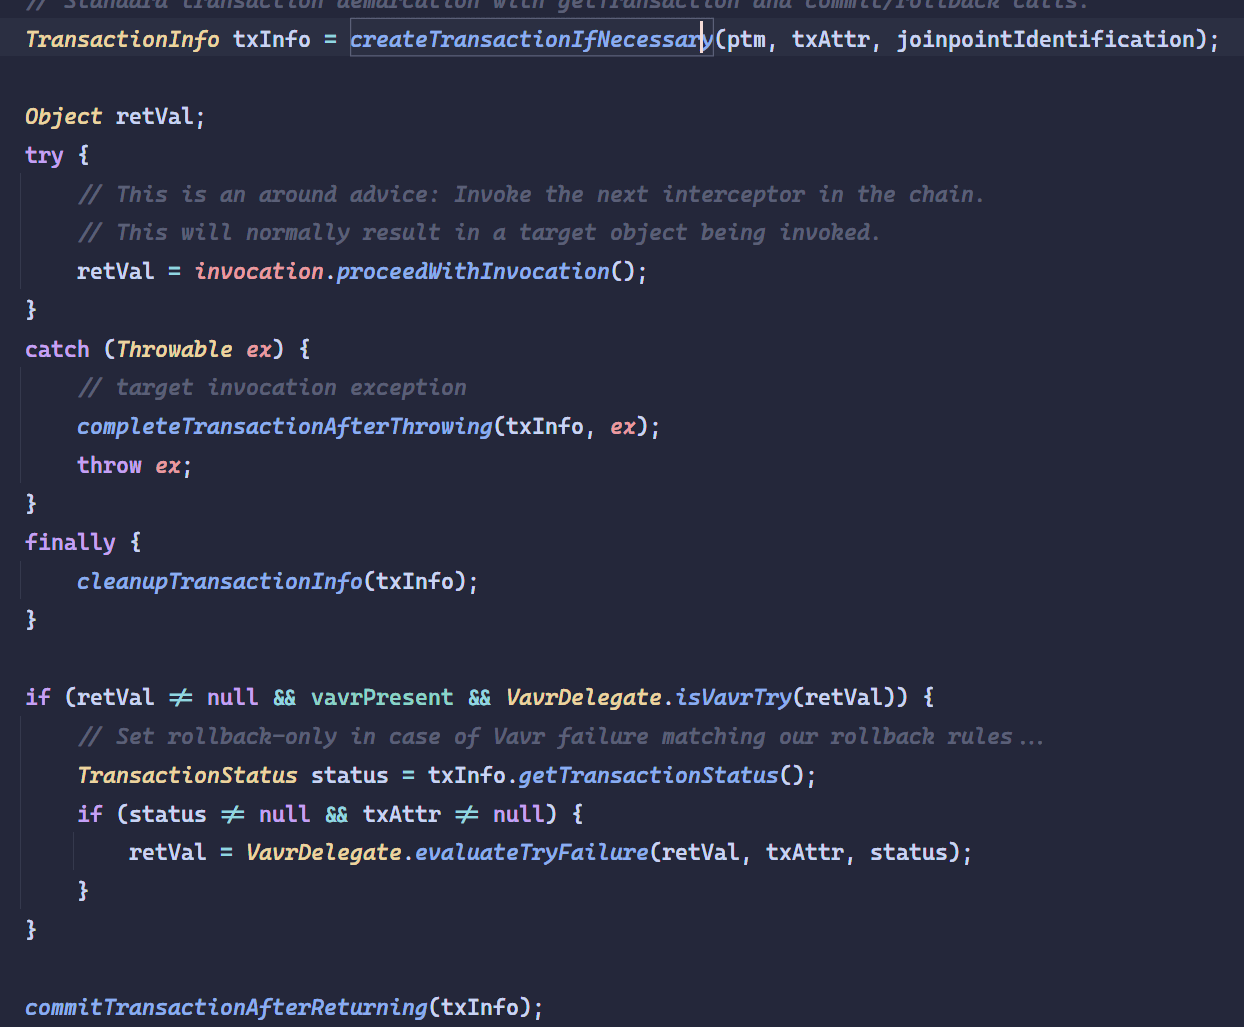 // Standard transaction demarcation with getTransaction and commit/rollback calls.
TransactionInfo txInfo = createTransactionIfNecessary(ptm, txAttr, joinpointIdentification);
Object retVal;
try {
// This is an around advice: Invoke the next interceptor in the chain.
// This will normally result in a target object being invoked.
retVal = invocation.proceedWithInvocation();
}
catch (Throwable ex) {
// target invocation exception
completeTransactionAfterThrowing(txInfo, ex);
throw ex;
}
finally {
cleanupTransactionInfo(txInfo);
}
if (retVal != null && vavrPresent && VavrDelegate.isVavrTry(retVal)) {
// Set rollback-only in case of Vavr failure matching our rollback rules...
TransactionStatus status = txInfo.getTransactionStatus();
if (status != null && txAttr != null) {
retVal = VavrDelegate.evaluateTryFailure(retVal, txAttr, status);
}
}
commitTransactionAfterReturning(txInfo);